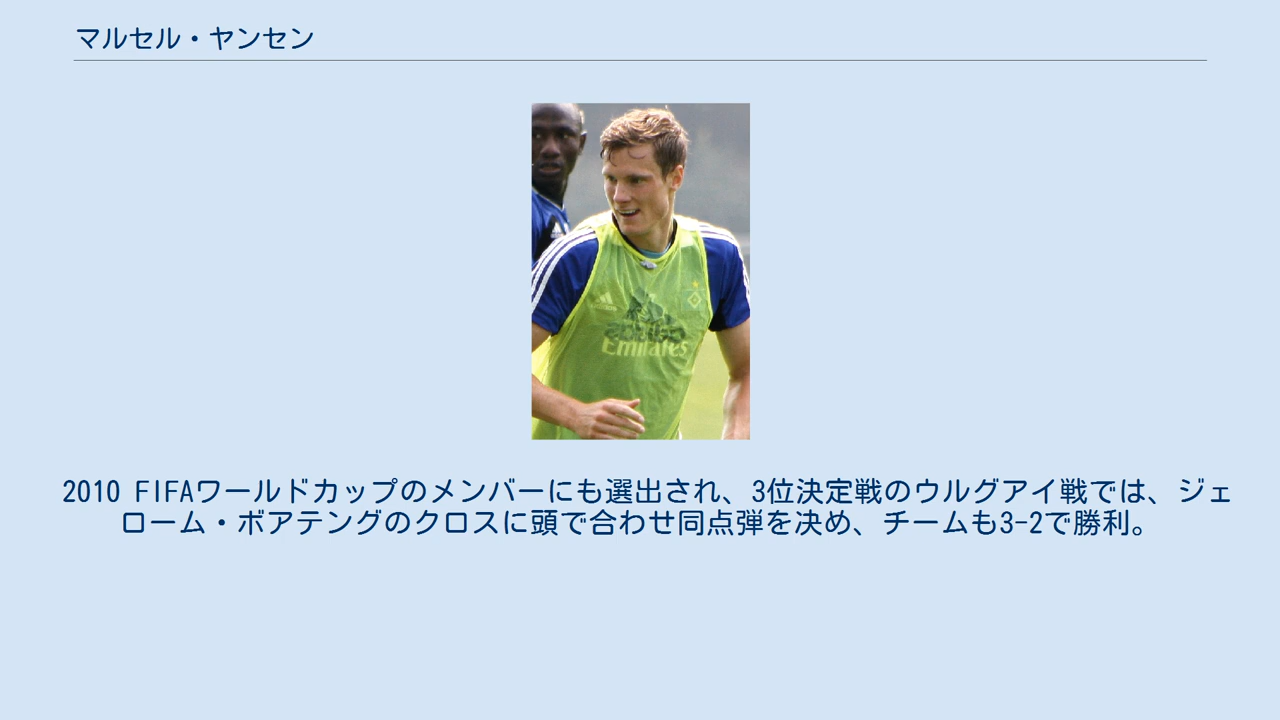 マルセル・ヤンセン
adidas
Emirates
2010 FIFAワールドカップのメンバーにも選出され、3位決定戦のウルグアイ戦では、ジェ
ローム・ボアテングのクロスに頭で合わせ同点弾を決め、チームも3-2で勝利。